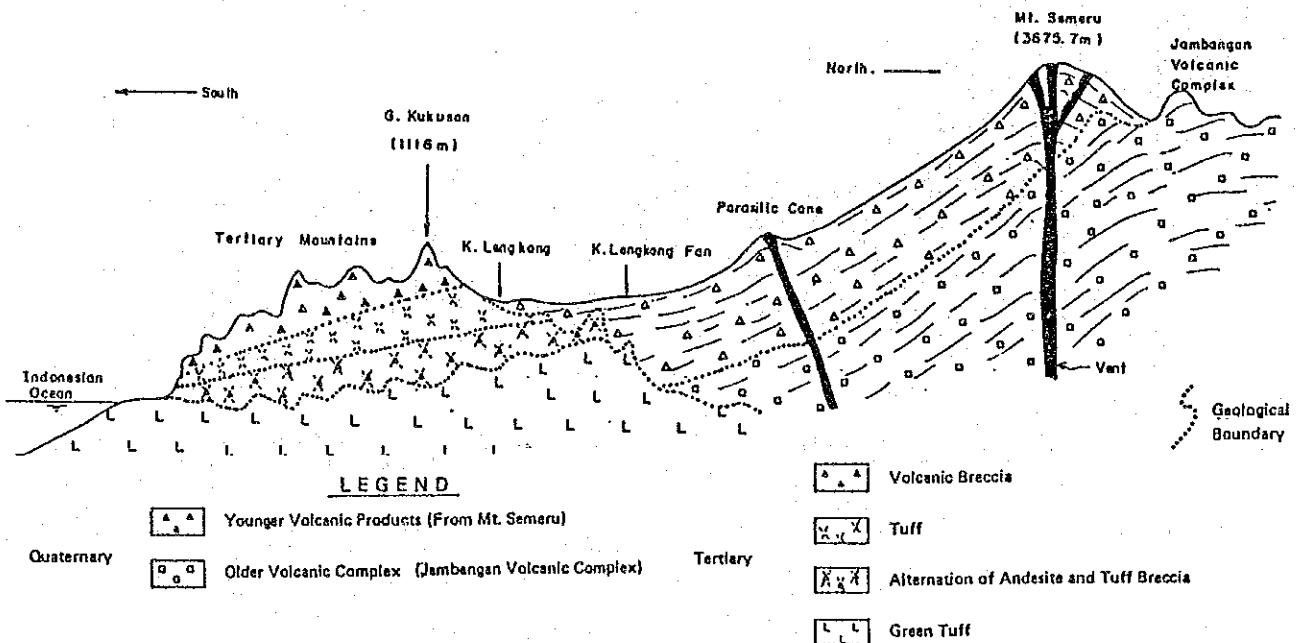 Mt. Semeru
(3675.7m)
Jambangan
Volcanic
Complex
North.
South
G. Kukusan
(1116m)
Parasitic Cone
Tertiary Mountains
K. Lengkong
K. Lengkong Fan
Indonesian
Ocean
Vent
Geological
Boundary
LEGEND
Quaternary
Younger Volcanic Products (From Mt. Semeru)
Older Volcanic Complex (Jambangan Volcanic Complex)
Tertiary
Volcanic Breccia
Tuff
Alternation of Andesite and Tuff Breccia
Green Tuff